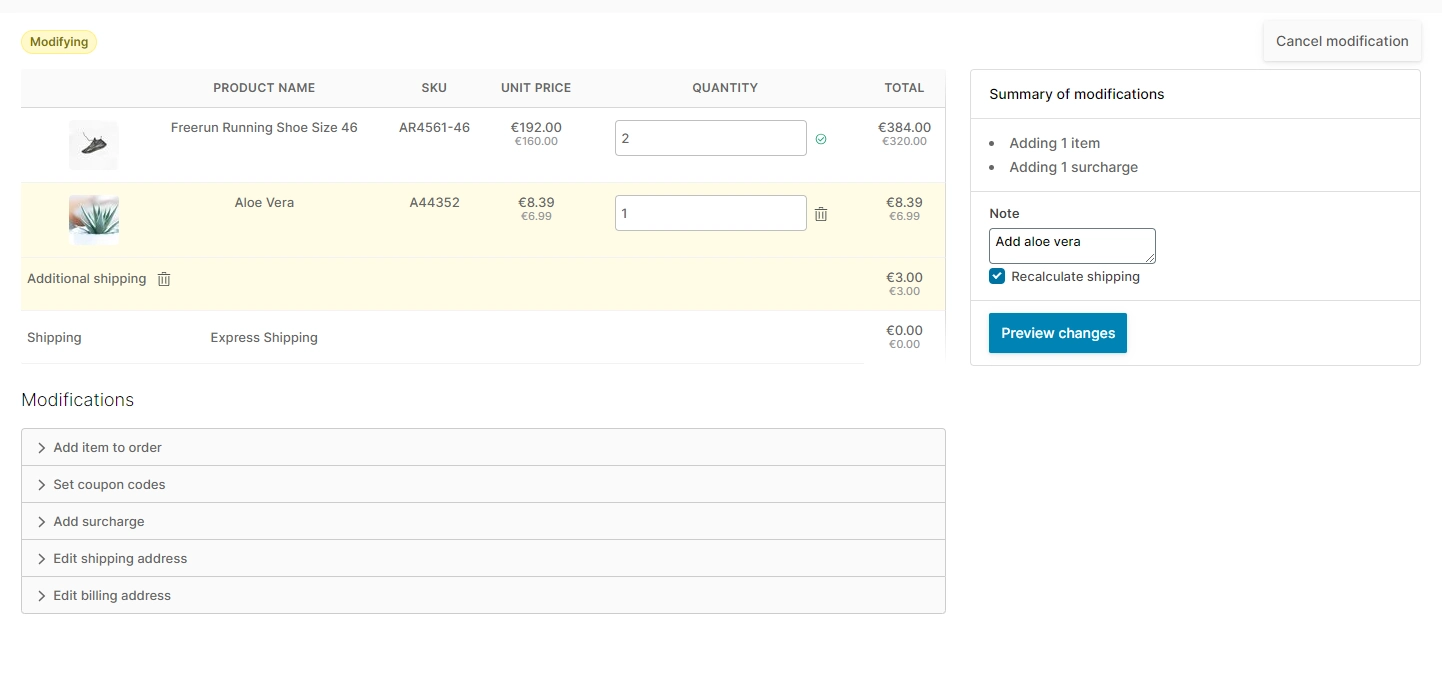 Modifying
Cancel modification
PRODUCT NAME SKU UNIT PRICE QUANTITY TOTAL
Freerun Running Shoe Size 46 AR4561-46 €192.00 2 €384.00
€160.00 €320.00
Aloe Vera A44352 €8.39 1 €8.39
€6.99 €6.99
Additional shipping €3.00
€3.00
Shipping Express Shipping €0.00
€0.00
Summary of modifications
Adding 1 item
Adding 1 surcharge
Note
Add aloe vera
Recalculate shipping
Preview changes
Modifications
Add item to order
Set coupon codes
Add surcharge
Edit shipping address
Edit billing address